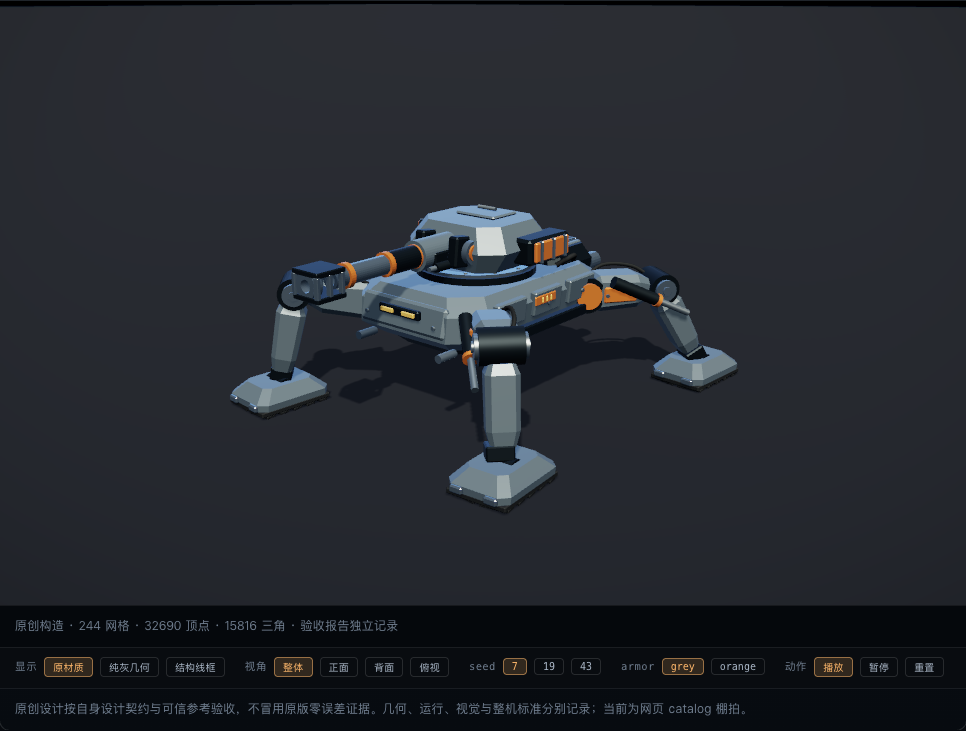 原创构造 · 244 网格 · 32690 顶点 · 15816 三角 · 验收报告独立记录
显示 原材质 纯灰几何 结构线框 视角 整体 正面 背面 俯视 seed 7 19 43 armor grey orange 动作 播放 暂停 重置
原创设计按自身设计契约与可信参考验收，不冒用原版零误差证据。几何、运行、视觉与整机标准分别记录；当前为网页 catalog 棚拍。